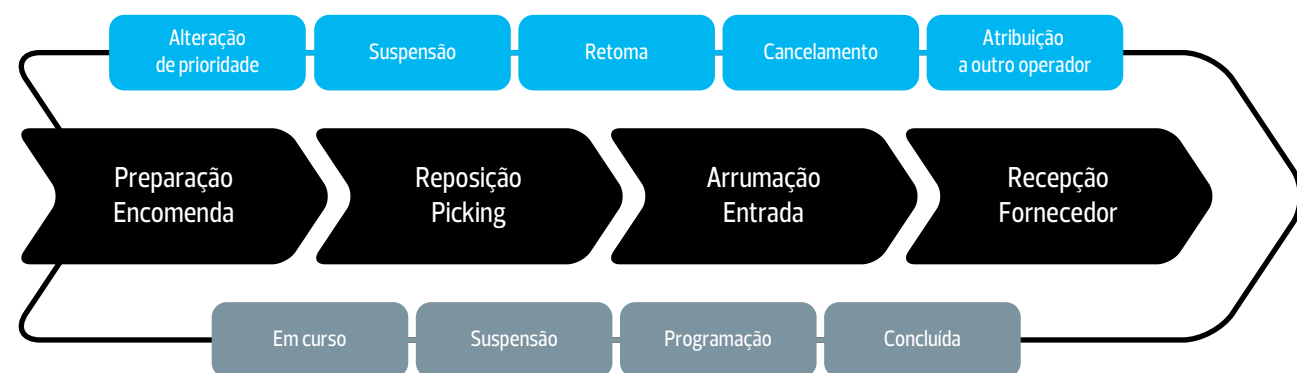 Alteração
de prioridade
Suspensão
Retoma
Cancelamento
Atribuição
a outro operador
Preparação
Encomenda
Reposição
Picking
Arrumação
Entrada
Recepção
Fornecedor
Em curso
Suspensão
Programação
Concluída